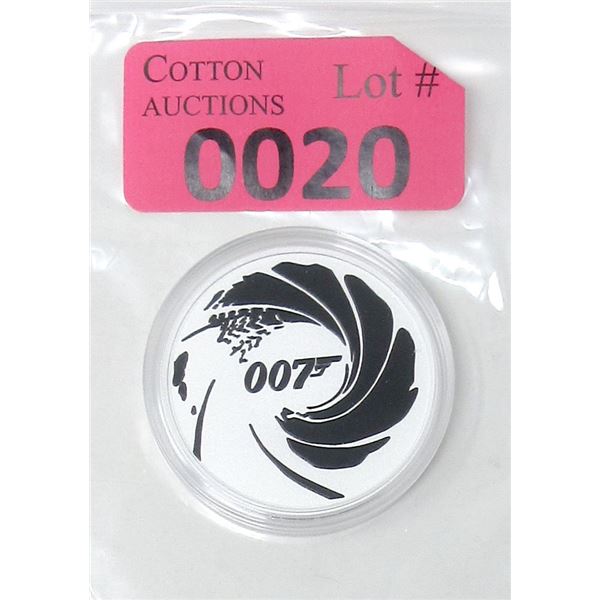 COTTON
AUCTIONS
Lot #
0020
007